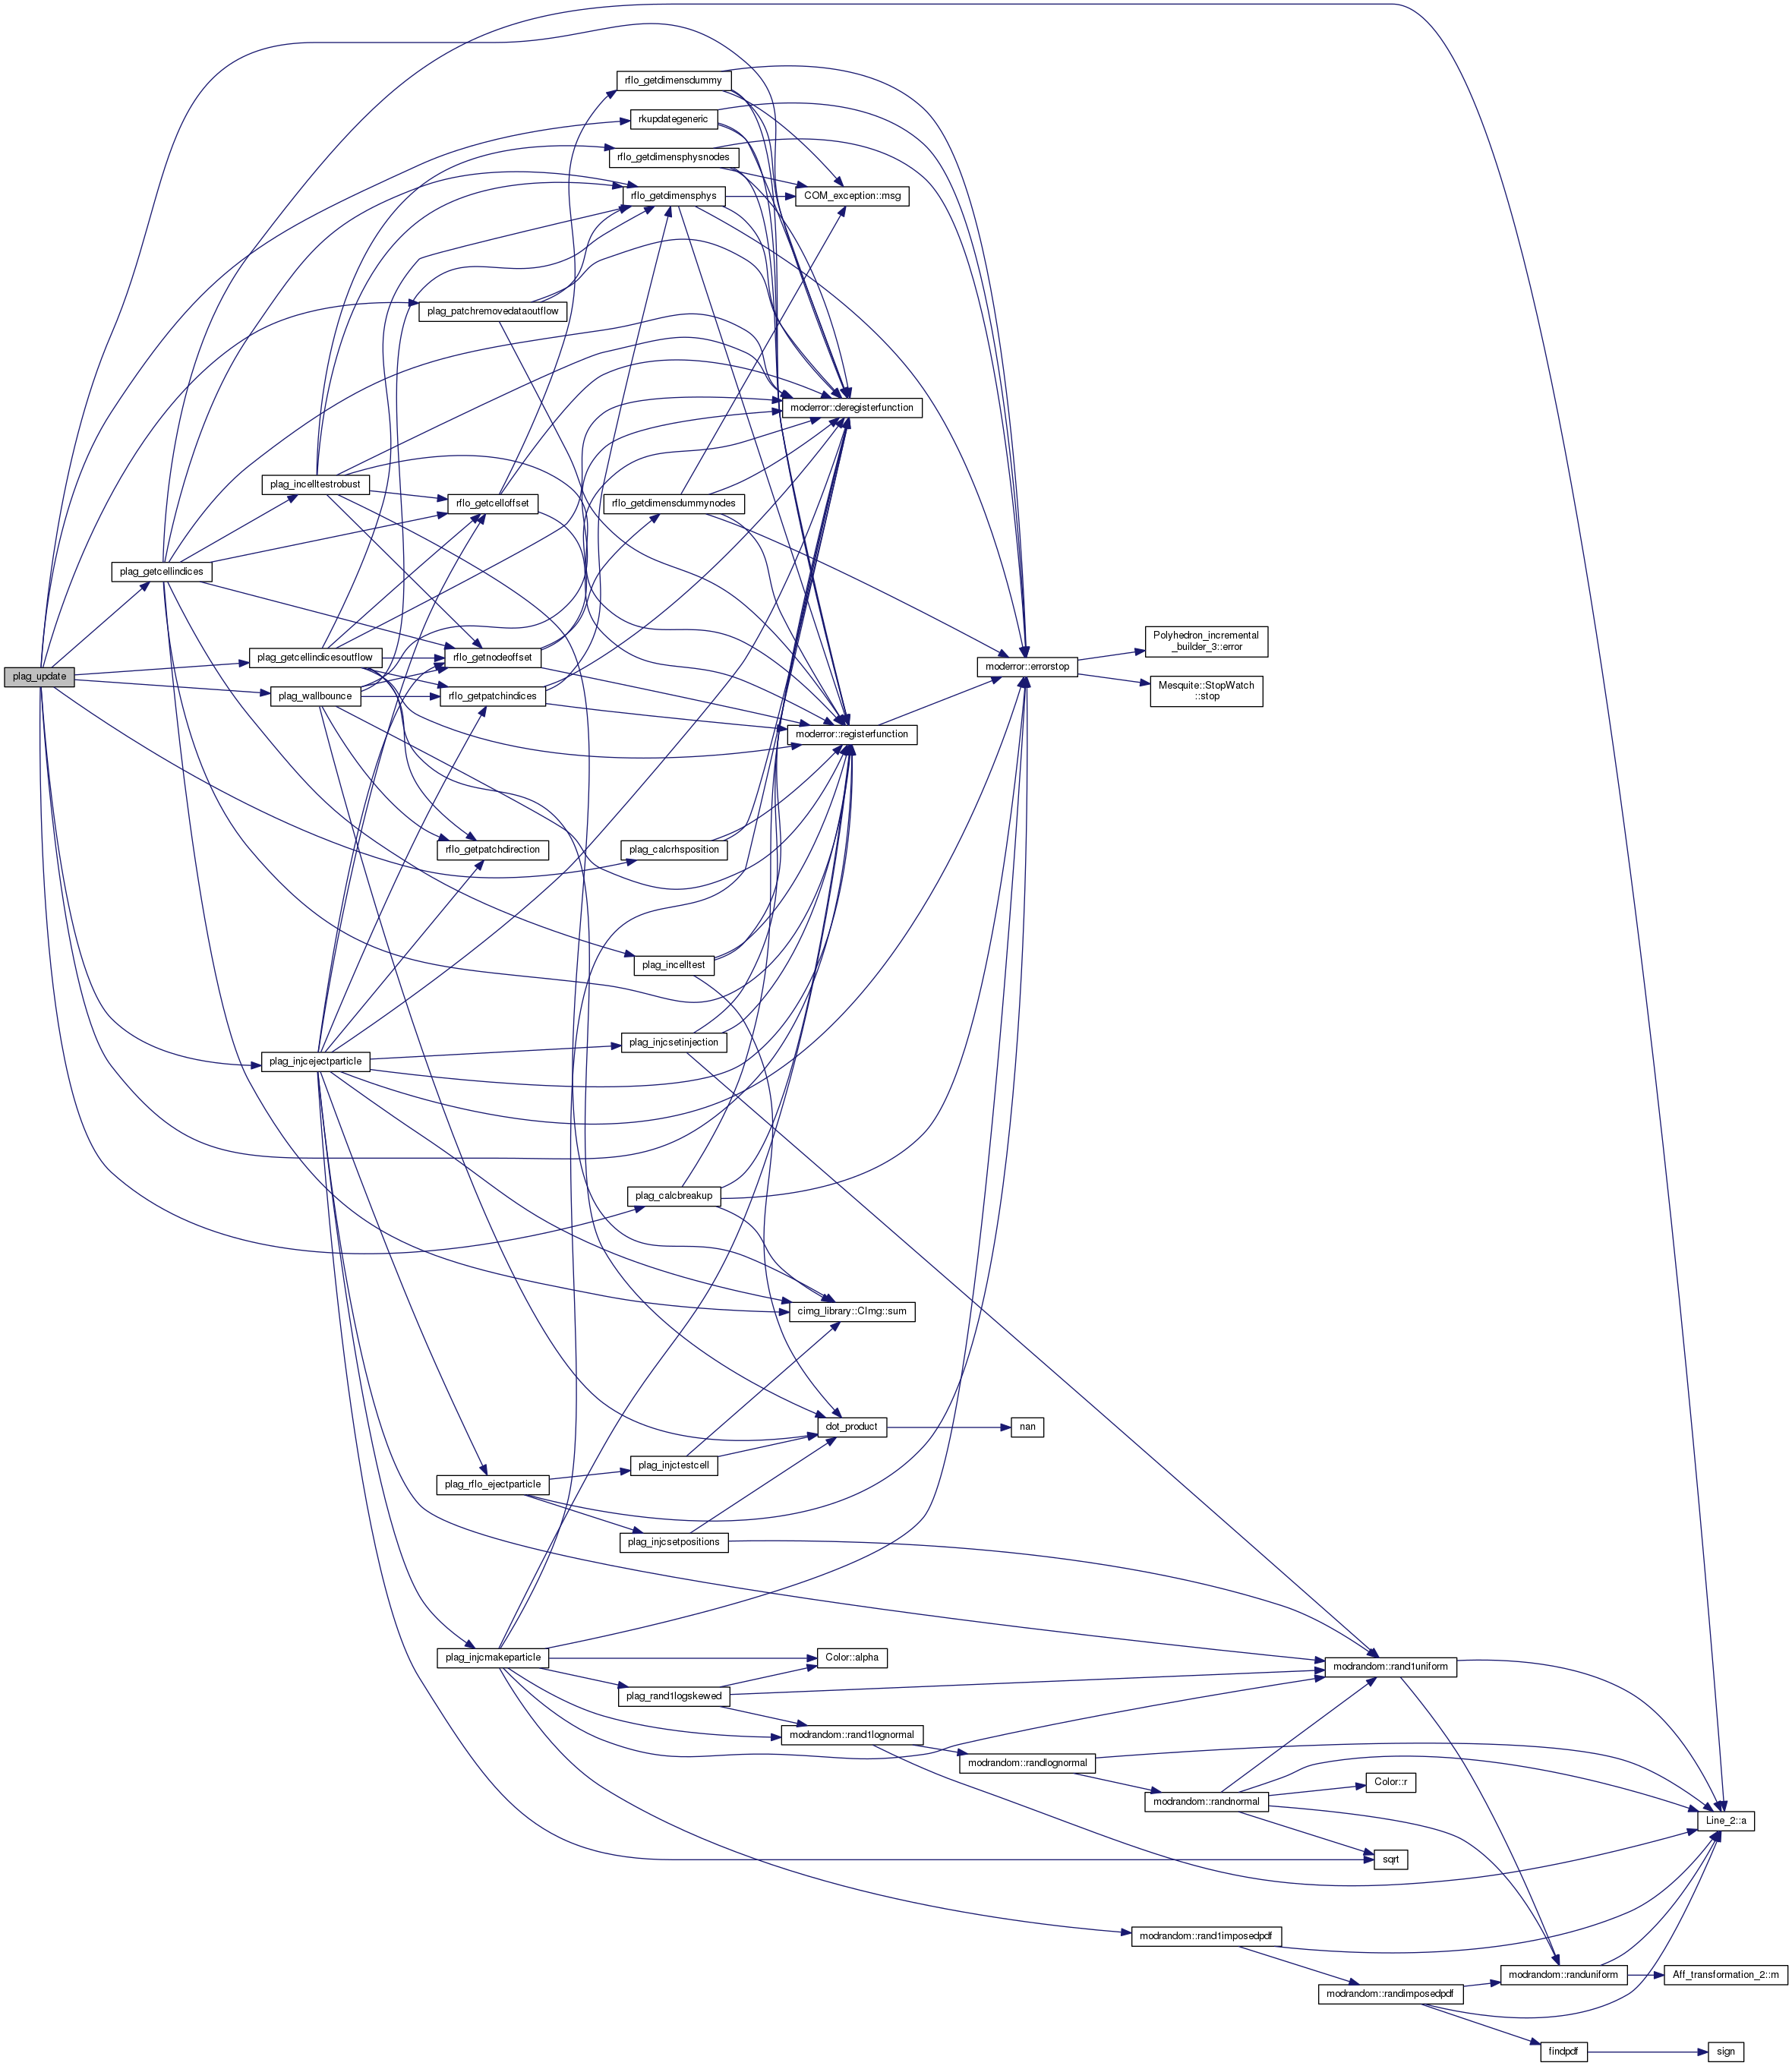 rflo_getdimensdummy
rkupdategeneric
rflo_getdimensphysnodes
rflo_getdimensphys
COM_exception::msg
plag_patchremovedataoutflow
moderror::deregisterfunction
plag_incelltestrobust
rflo_getcelloffset
rflo_getdimensdummynodes
plag_getcellindices
Polyhedron_incremental
_builder_3::error
plag_getcellindicesoutflow
rflo_getnodeoffset
moderror::errorstop
plag_update
Mesquite::StopWatch
::stop
plag_wallbounce
rflo_getpatchindices
moderror::registerfunction
rflo_getpatchdirection
plag_calcrhsposition
plag_incelltest
plag_injcsetinjection
plag_injcejectparticle
plag_calcbreakup
cimg_library::CImg::sum
dot_product
nan
plag_injctestcell
plag_rflo_ejectparticle
plag_injcsetpositions
plag_injcmakeparticle
Color::alpha
modrandom::rand1uniform
plag_rand1logskewed
modrandom::rand1lognormal
modrandom::randlognormal
Color::r
modrandom::randnormal
Line_2::a
sqrt
modrandom::rand1imposedpdf
modrandom::randuniform
Aff_transformation_2::m
modrandom::randimposedpdf
findpdf
sign